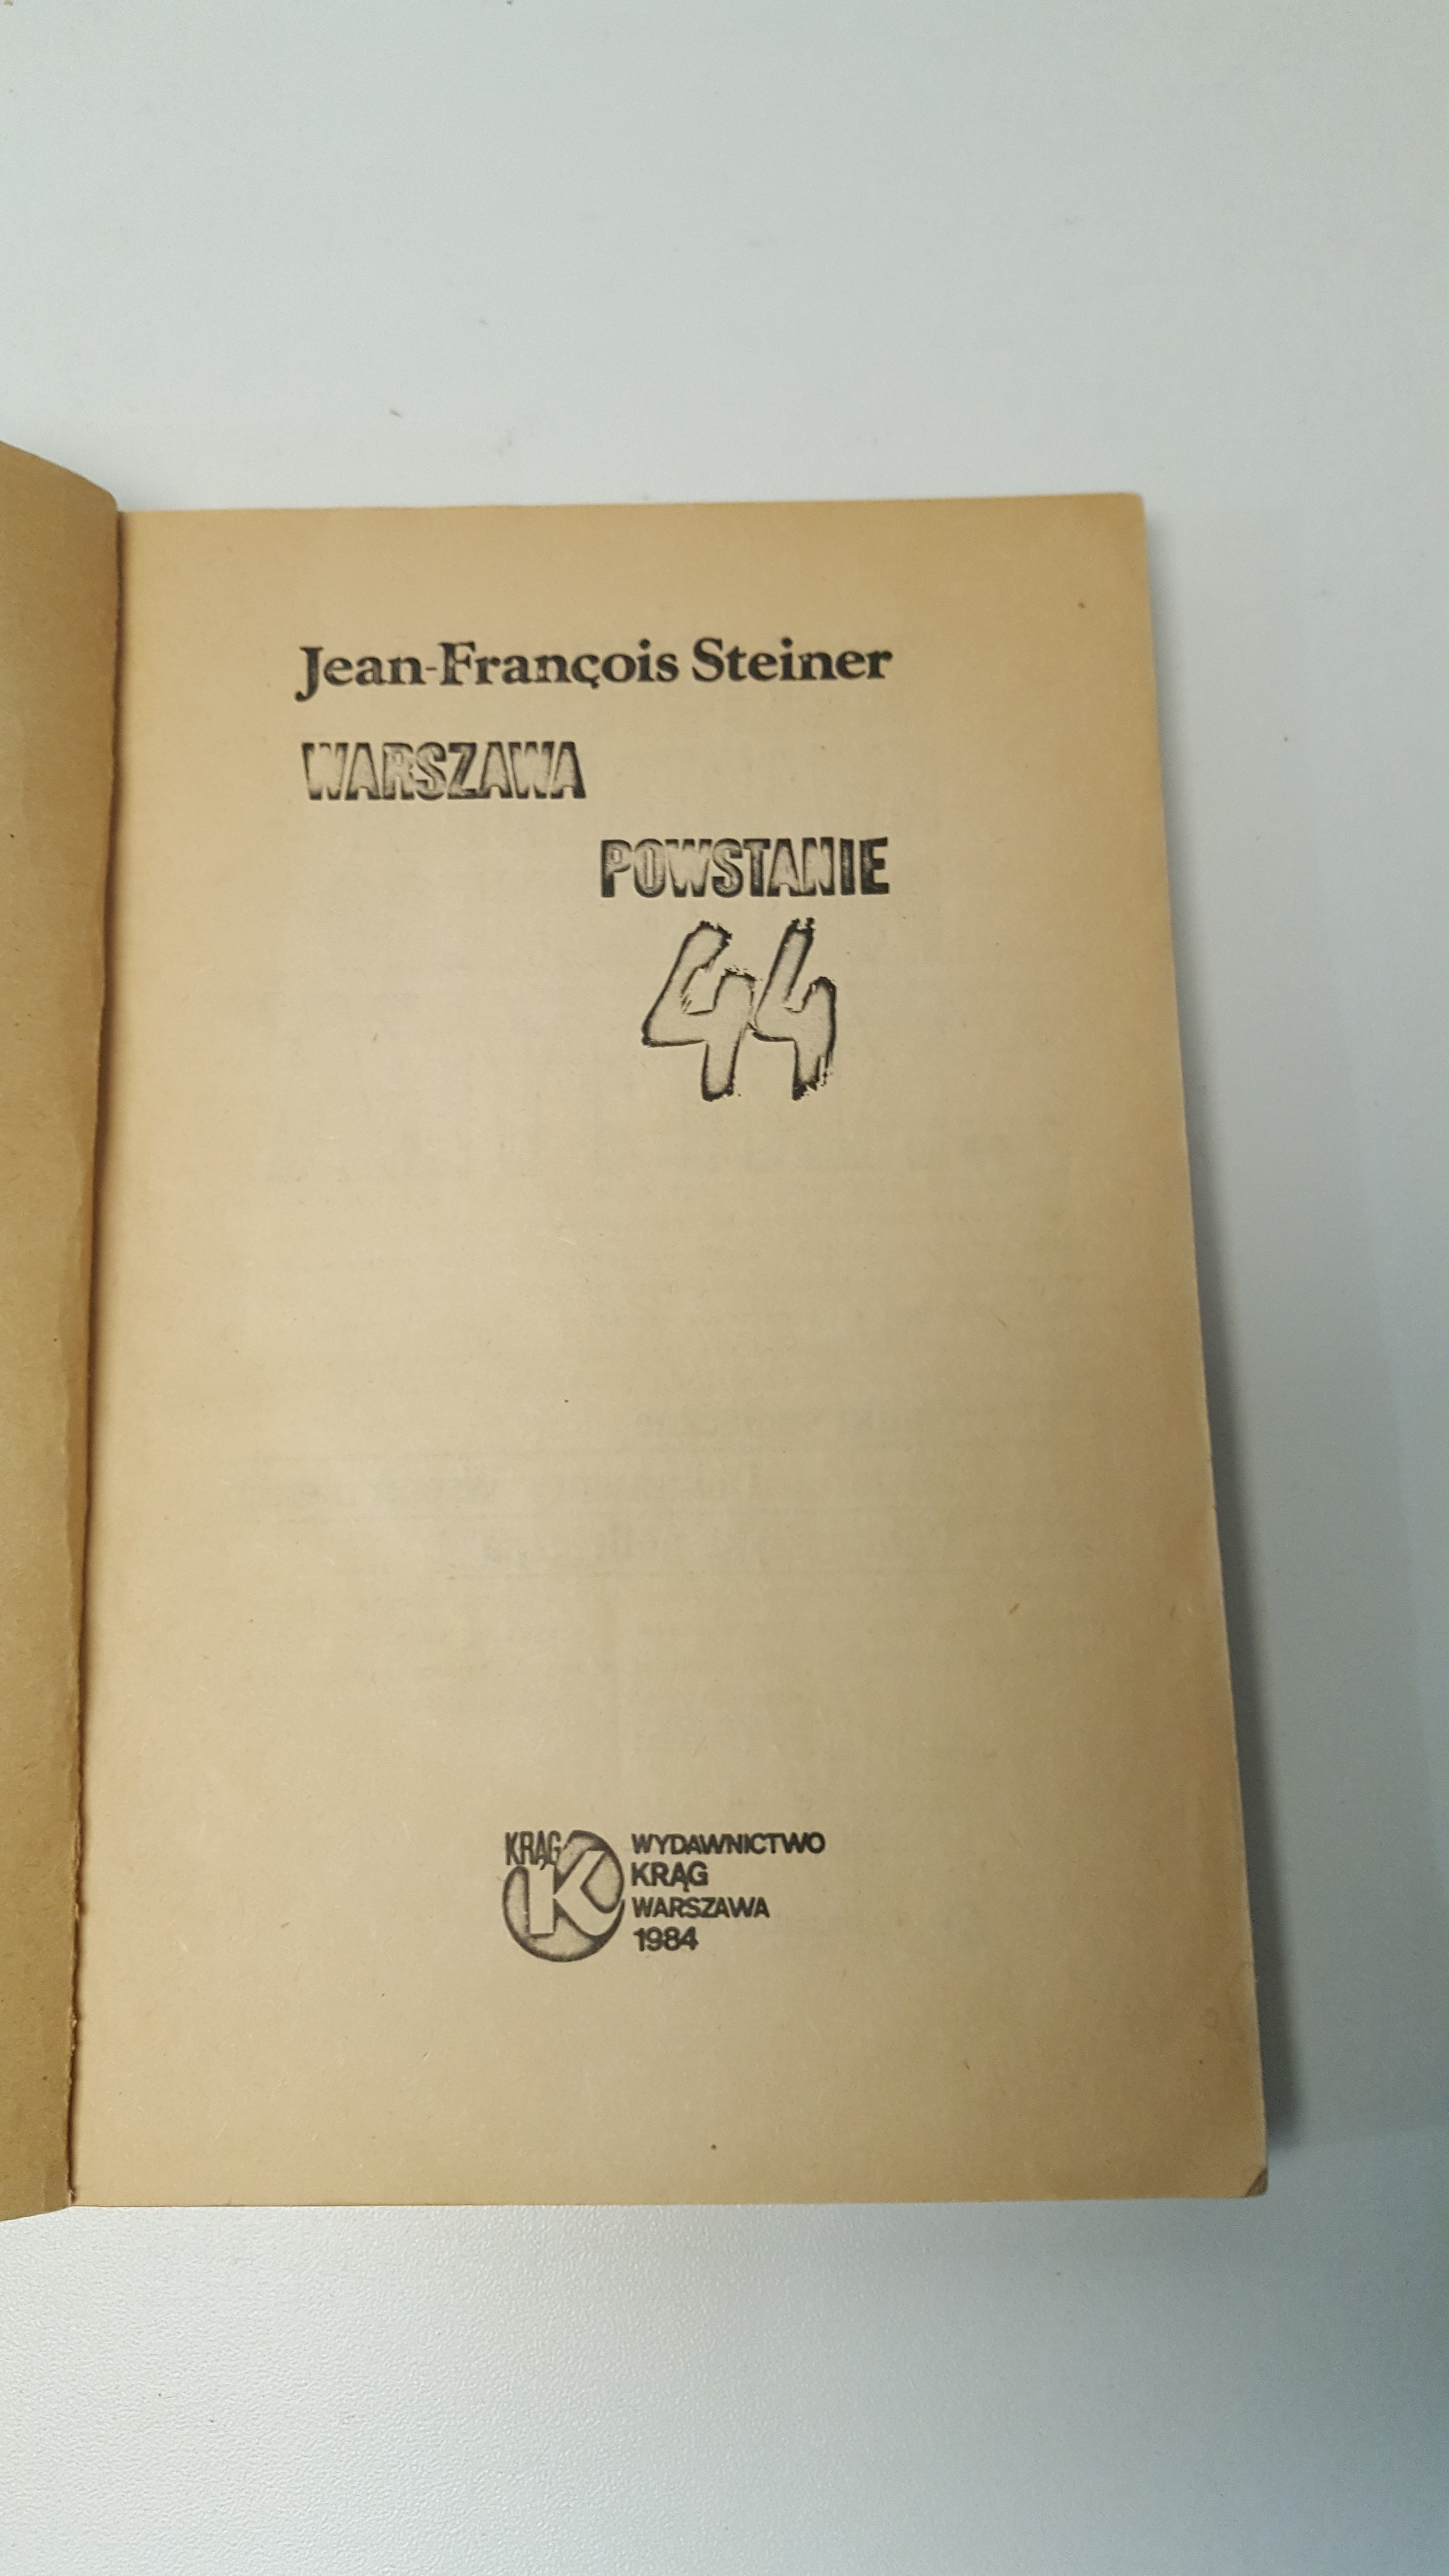 Jean-François Steiner
WARSZAWA
POWSTANIE
44
KRĄG
K
WYDAWNICTWO
KRĄG
WARSZAWA
1984